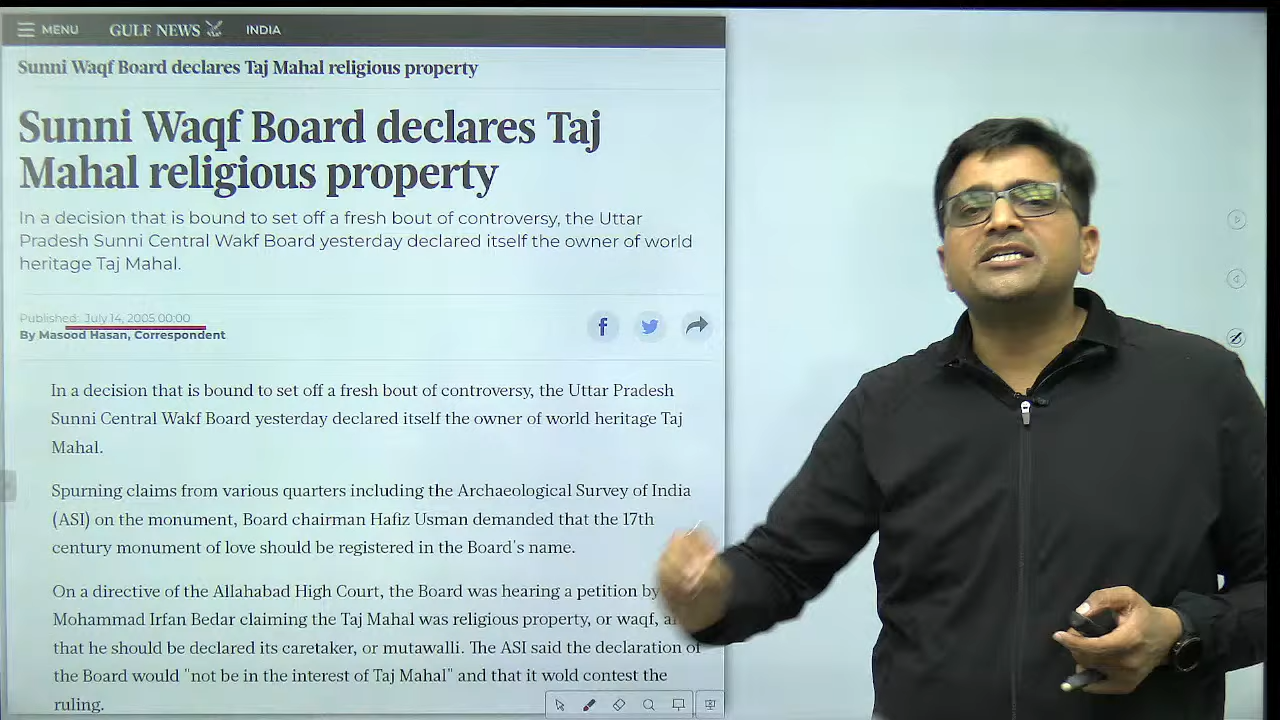 MENU GULF NEWS INDIA
Sunni Waqf Board declares Taj Mahal religious property
Sunni Waqf Board declares Taj
Mahal religious property
In a decision that is bound to set off a fresh bout of controversy, the Uttar
Pradesh Sunni Central Wakf Board yesterday declared itself the owner of world
heritage Taj Mahal.
Published: July 14, 2005 00:00
By Masood Hasan, Correspondent
In a decision that is bound to set off a fresh bout of controversy, the Uttar Pradesh
Sunni Central Wakf Board yesterday declared itself the owner of world heritage Taj
Mahal.
Spurning claims from various quarters including the Archaeological Survey of India
(ASI) on the monument, Board chairman Hafiz Usman demanded that the 17th
century monument of love should be registered in the Board's name.
On a directive of the Allahabad High Court, the Board was hearing a petition by
Mohammad Irfan Bedar claiming the Taj Mahal was religious property, or waqf,
that he should be declared its caretaker, or mutawalli. The ASI said the declaration of
the Board would "not be in the interest of Taj Mahal" and that it wold contest the
ruling.